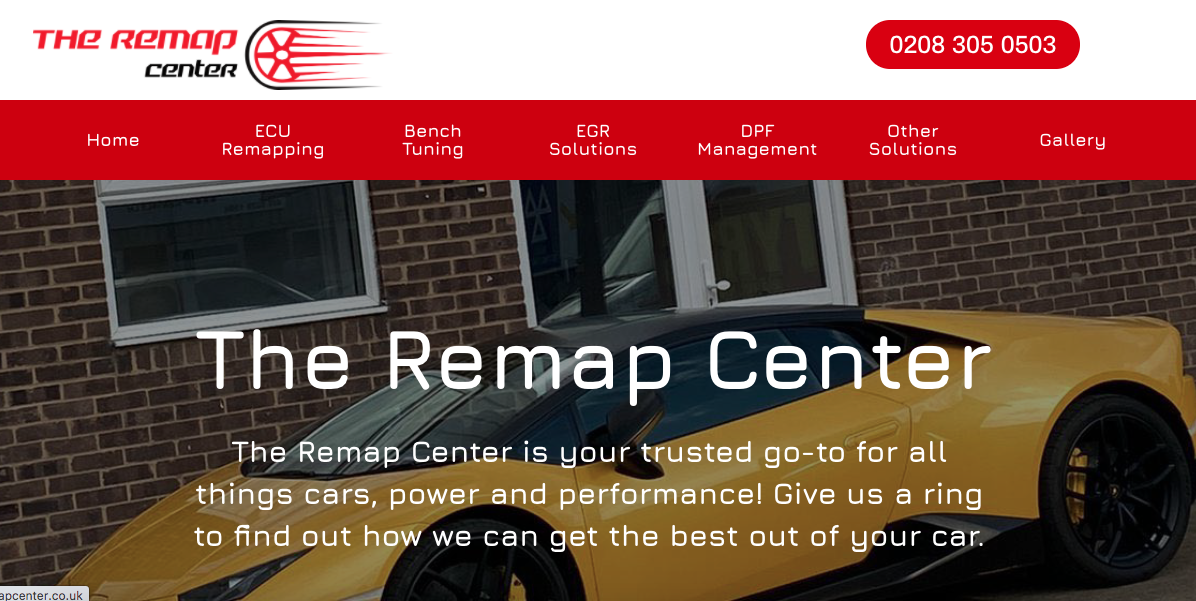 THE REMAP
center
0208 305 0503
Home
ECU
Remapping
Bench
Tuning
EGR
Solutions
DPF
Management
Other
Solutions
Gallery
The Remap Center
The Remap Center is your trusted go-to for all
things cars, power and performance! Give us a ring
to find out how we can get the best out of your car.
apcenter.co.uk